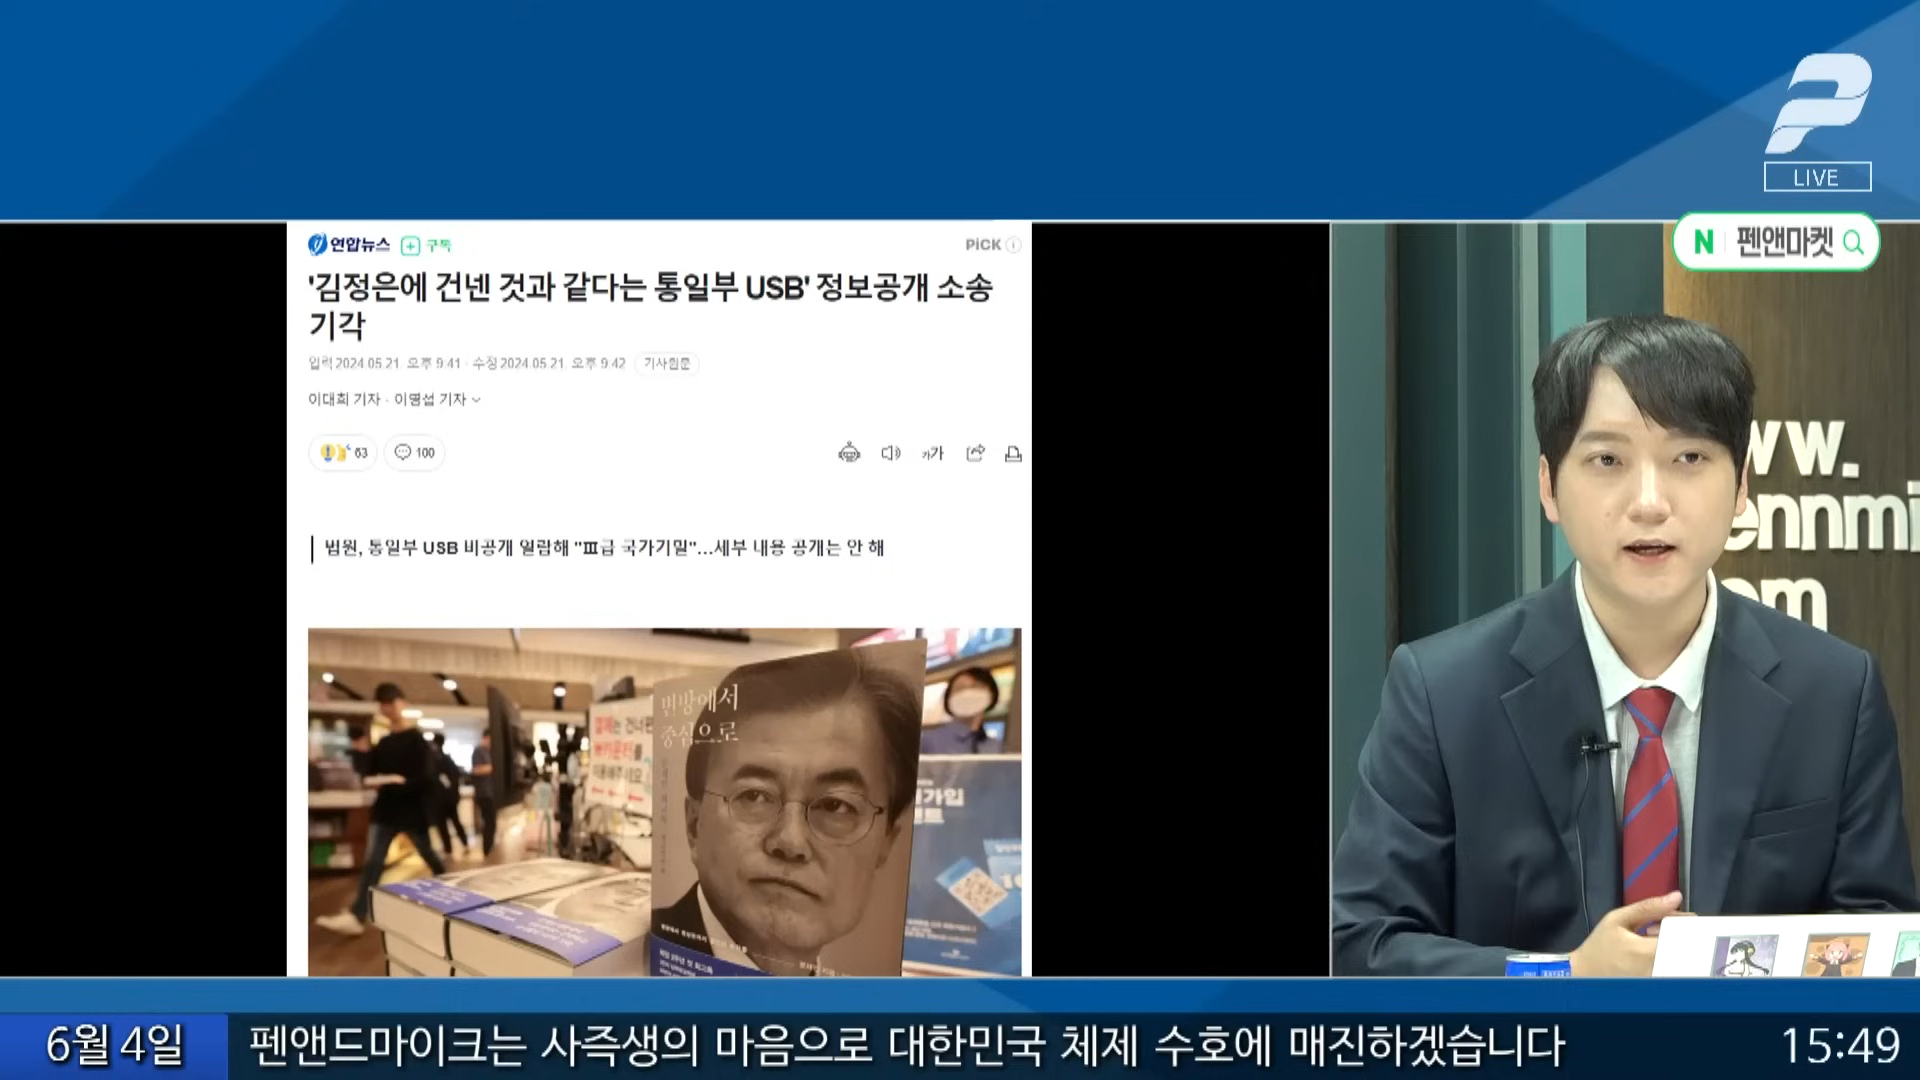 LIVE
N 펜앤마켓
연합뉴스 구독
PiCK
'김정은에 건넨 것과 같다는 통일부 USB' 정보공개 소송
기각
입력 2024.05.21. 오후 9:41 · 수정 2024.05.21. 오후 9:42 기사원문
이대희 기자 · 이영섭 기자
63 100
가가
법원, 통일부 USB 비공개 열람해 "Ⅲ급 국가기밀"…세부 내용 공개는 안 해
변방에서
중심으로
ww.
ennmi
om
6월 4일
펜앤드마이크는 사즉생의 마음으로 대한민국 체제 수호에 매진하겠습니다
15:49